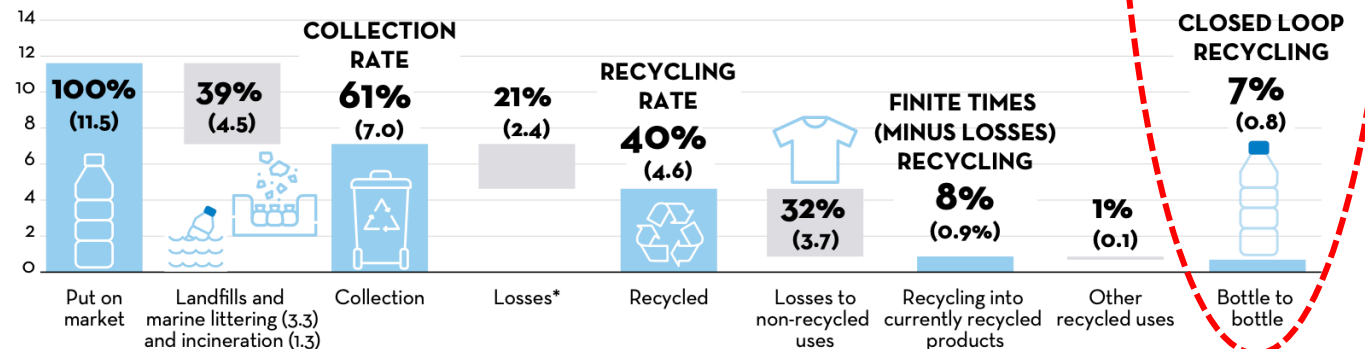 14
12
10
8
6
4
2
0
100%
(11.5)
Put on
market
39%
(4.5)
Landfills and
marine littering (3.3)
and incineration (1.3)
COLLECTION
RATE
61%
(7.0)
Collection
21%
(2.4)
Losses*
RECYCLING
RATE
40%
(4.6)
Recycled
32%
(3.7)
Losses to
non-recycled
uses
FINITE TIMES
(MINUS LOSSES)
RECYCLING
8%
(0.9%)
Recycling into
currently recycled
products
1%
(0.1)
Other
recycled uses
CLOSED LOOP
RECYCLING
7%
(0.8)
Bottle to
bottle